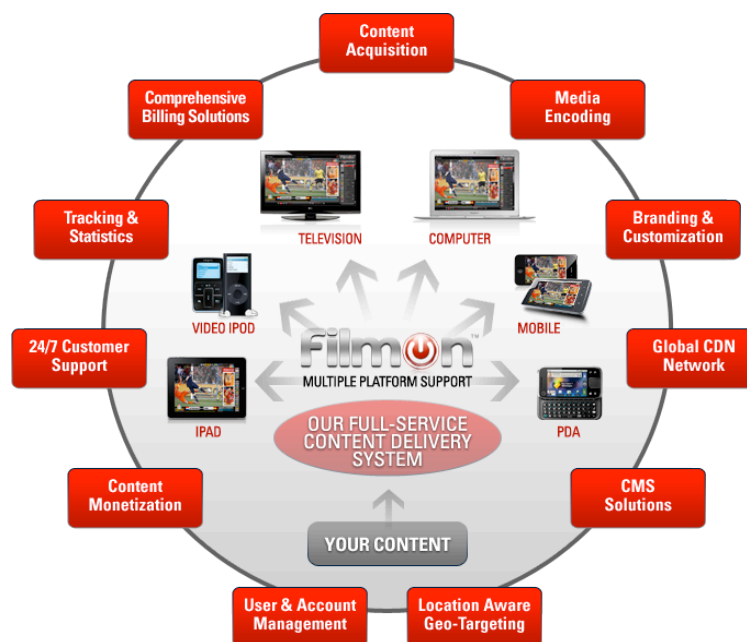 Content
Acquisition
Comprehensive
Billing Solutions
Media
Encoding
Tracking &
Statistics
Branding &
Customization
TELEVISION
COMPUTER
VIDEO IPOD
MOBILE
24/7 Customer
Support
Global CDN
Network
FilmOn™
MULTIPLE PLATFORM SUPPORT
IPAD
PDA
OUR FULL-SERVICE
CONTENT DELIVERY
SYSTEM
Content
Monetization
CMS
Solutions
YOUR CONTENT
User & Account
Management
Location Aware
Geo-Targeting